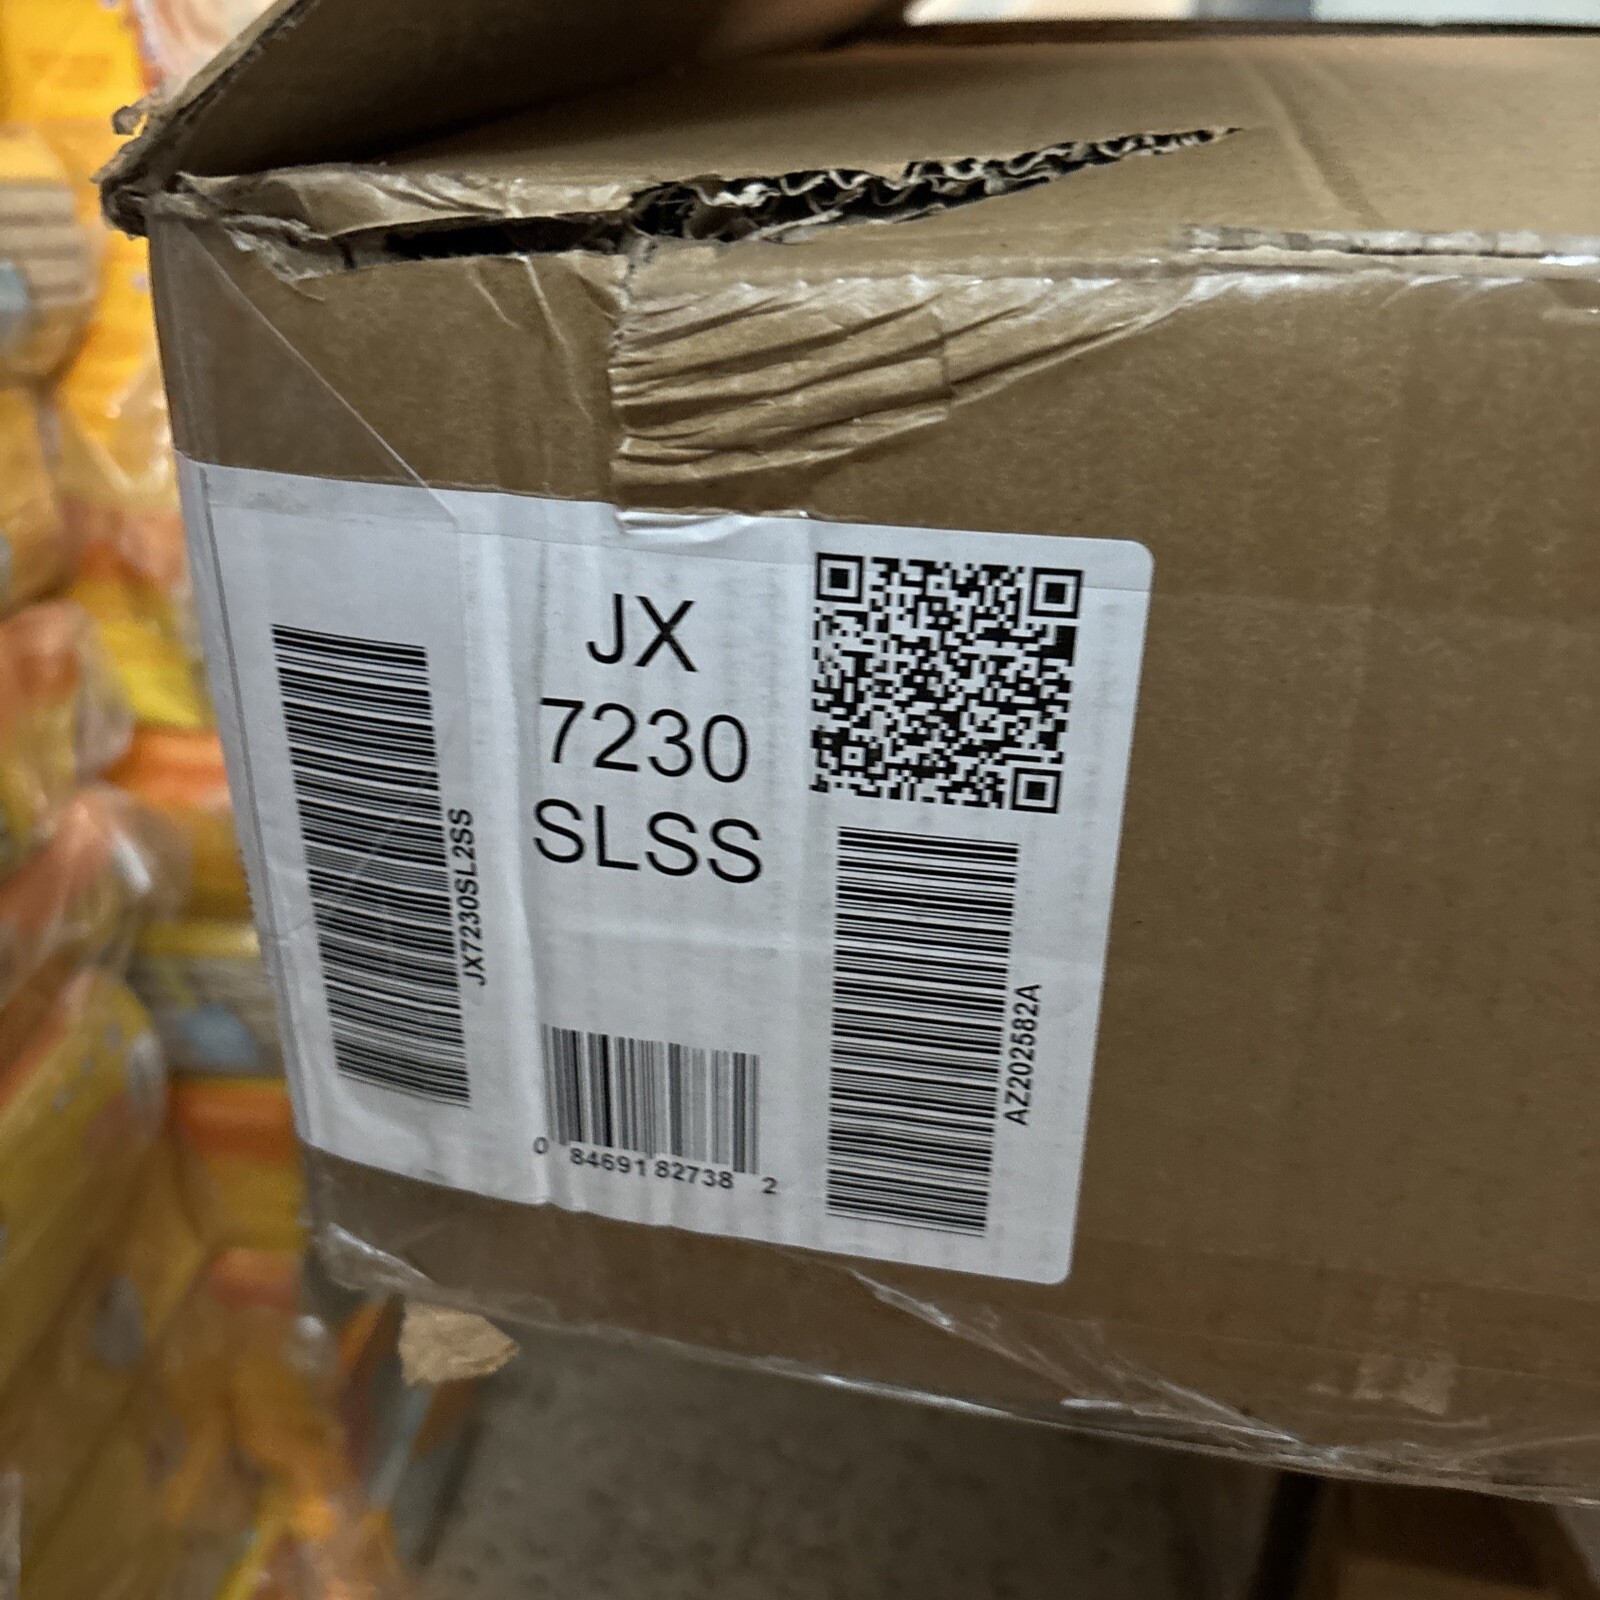 JX
7230
SLSS
JX7230SL2SS
0 84691 82738 2
AZ202582A